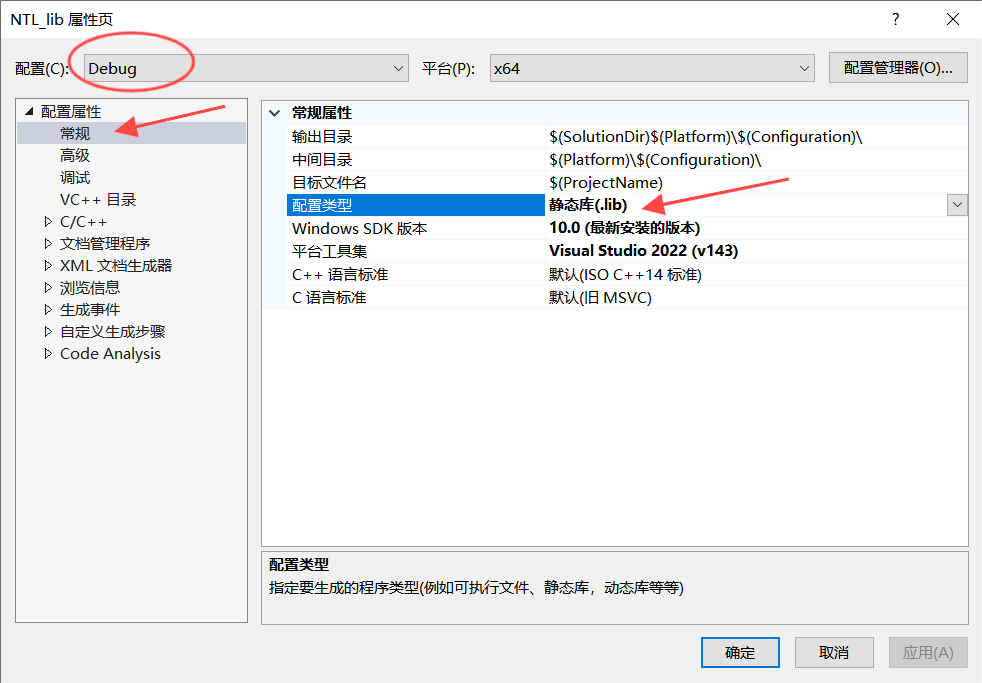 NTL_lib 属性页
?
配置(C): Debug 平台(P): x64 配置管理器(O)...
配置属性
常规
高级
调试
VC++ 目录
C/C++
文档管理程序
XML 文档生成器
浏览信息
生成事件
自定义生成步骤
Code Analysis
常规属性
输出目录 $(SolutionDir)$(Platform)\$(Configuration)\
中间目录 $(Platform)\$(Configuration)\
目标文件名 $(ProjectName)
配置类型 静态库(.lib)
Windows SDK 版本 10.0 (最新安装的版本)
平台工具集 Visual Studio 2022 (v143)
C++ 语言标准 默认(ISO C++14 标准)
C 语言标准 默认(旧 MSVC)
配置类型
指定要生成的程序类型(例如可执行文件、静态库，动态库等等)
确定 取消 应用(A)